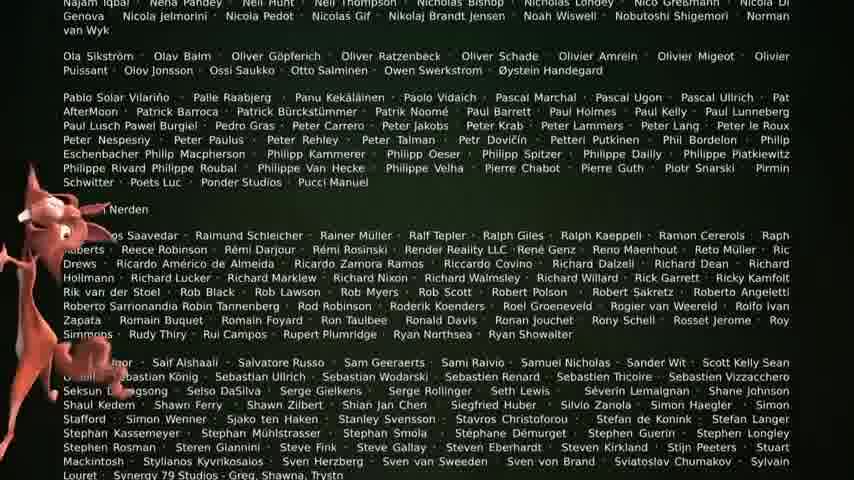 Najam Iqbal · Neha Pandey · Neil Hunt · Neil Thompson · Nicholas Bishop · Nicholas Londey · Nico Grebmann · Nicola Di
Genova · Nicola Jelmorini · Nicola Pedot · Nicolas Gif · Nikolaj Brandt Jensen · Noah Wiswell · Nobutoshi Shigemori · Norman
van Wyk
Ola Sikström · Olav Balm · Oliver Göpferich · Oliver Ratzenbeck · Oliver Schade · Olivier Amrein · Olivier Migeot · Olivier
Puissant · Olov Jonsson · Ossi Saukko · Otto Salminen · Owen Swerkstrom · Øystein Handegard
Pablo Solar Vilariño · Palle Raabjerg · Panu Kekäläinen · Paolo Vidaich · Pascal Marchal · Pascal Ugon · Pascal Ullrich · Pat
AfterMoon · Patrick Barroca · Patrick Bürckstümmer · Patrik Noomé · Paul Barrett · Paul Holmes · Paul Kelly · Paul Lunneberg
Paul Lusch Pawel Burgiel · Pedro Gras · Peter Carrero · Peter Jakobs · Peter Krab · Peter Lammers · Peter Lang · Peter le Roux
Peter Nespesny · Peter Paulus · Peter Rehley · Peter Talman · Petr Dovičín · Petteri Putkinen · Phil Bordelon · Philip
Eschenbacher Philip Macpherson · Philipp Kammerer · Philipp Oeser · Philipp Spitzer · Philippe Dailly · Philippe Piatkiewitz
Philippe Rivard Philippe Roubal · Philippe Van Hecke · Philippe Velha · Pierre Chabot · Pierre Guth · Piotr Snarski · Pirmin
Schwitter · Poets Luc · Ponder Studios · Pucci Manuel
Nerden
os Saavedar · Raimund Schleicher · Rainer Müller · Ralf Tepler · Ralph Giles · Ralph Kaeppeli · Ramon Cererols · Raph
Roberts · Reece Robinson · Rémi Darjour · Rémi Rosinski · Render Reality LLC · René Genz · Reno Maenhout · Reto Müller · Ric
Drews · Ricardo Américo de Almeida · Ricardo Zamora Ramos · Riccardo Covino · Richard Dalzell · Richard Dean · Richard
Hollmann · Richard Lucker · Richard Marklew · Richard Nixon · Richard Walmsley · Richard Willard · Rick Garrett · Ricky Kamfolt
Rik van der Stoel · Rob Black · Rob Lawson · Rob Myers · Rob Scott · Robert Polson · Robert Sakretz · Roberto Angeletti
Roberto Sarrionandia Robin Tannenberg · Rod Robinson · Roderik Koenders · Roel Groeneveld · Rogier van Weereld · Rolfo Ivan
Zapata · Romain Buquet · Romain Foyard · Ron Taulbee · Ronald Davis · Ronan Jouchet · Rony Schell · Rosset Jerome · Roy
Simmons · Rudy Thiry · Rui Campos · Rupert Plumridge · Ryan Northsea · Ryan Showalter
Saif Alshaali · Salvatore Russo · Sam Geeraerts · Sami Raivio · Samuel Nicholas · Sander Wit · Scott Kelly Sean
Sebastian König · Sebastian Ullrich · Sebastian Wodarski · Sebastien Renard · Sebastien Tricoire · Sebastien Vizzacchero
Seksun · Selso DaSilva · Serge Gielkens · Serge Rollinger · Seth Lewis · Séverin Lemaignan · Shane Johnson
Shaul Kedem · Shawn Ferry · Shawn Zilbert · Shian Jan Chen · Siegfried Huber · Silvio Zanola · Simon Haegler · Simon
Stafford · Simon Wenner · Sjako ten Haken · Stanley Svensson · Stavros Christoforou · Stefan de Konink · Stefan Langer
Stephan Kassemeyer · Stephan Mühlstrasser · Stephan Smola · Stéphane Démurget · Stephen Guerin · Stephen Longley
Stephen Rosman · Steren Giannini · Steve Fink · Steve Gallay · Steven Eberhardt · Steven Kirkland · Stijn Peeters · Stuart
Mackintosh · Stylianos Kyvrikosaios · Sven Herzberg · Sven van Sweeden · Sven von Brand · Sviatoslav Chumakov · Sylvain
Louret · Synergy 79 Studios - Greg, Shawna, Trystn